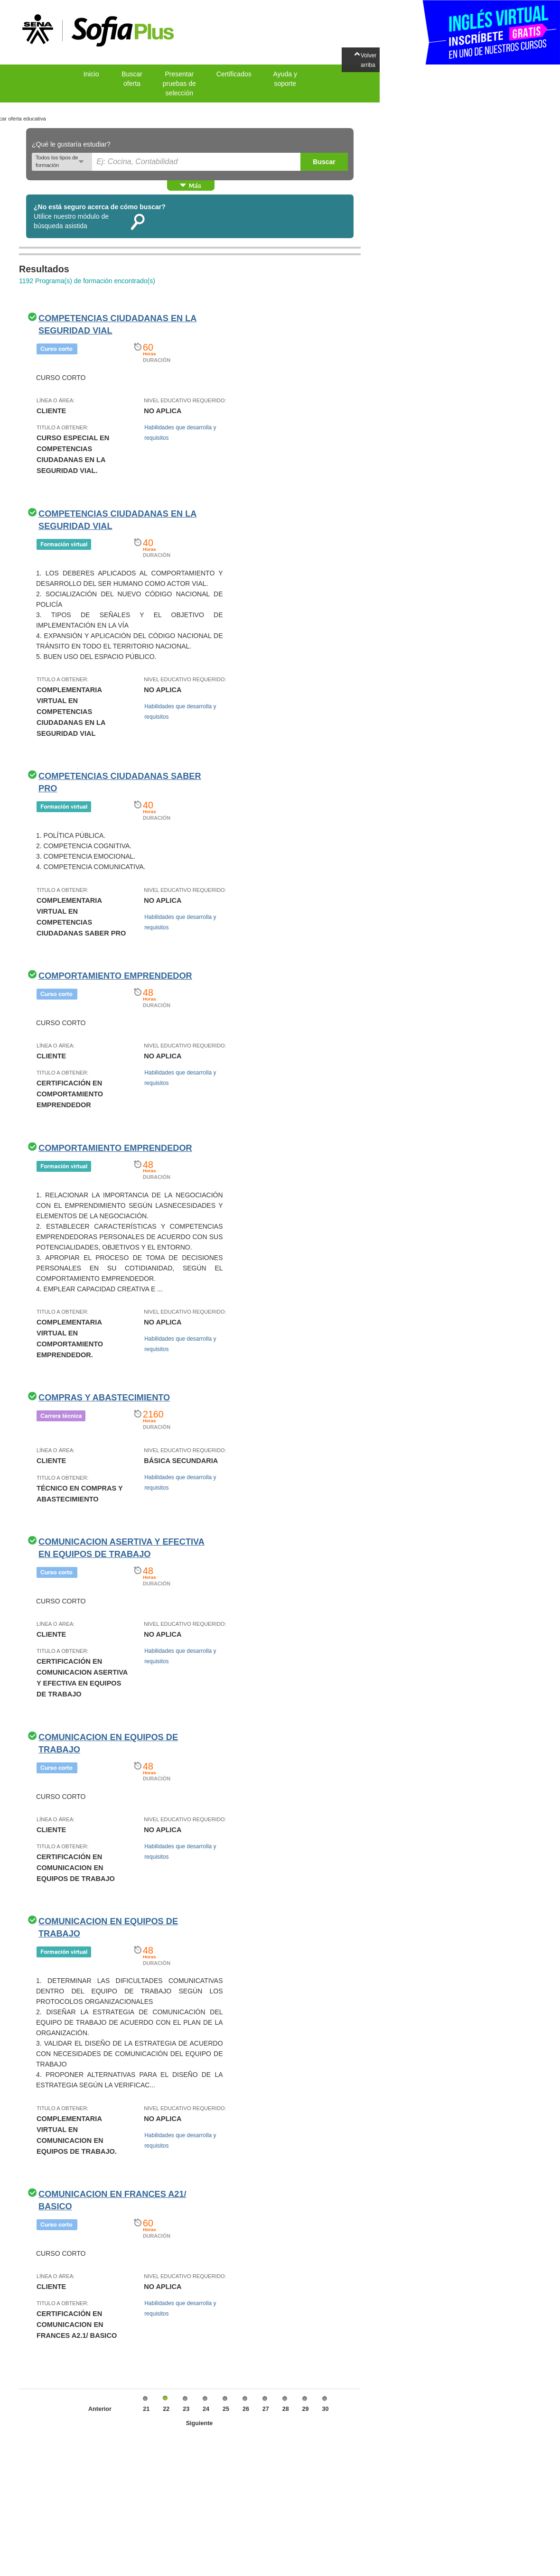 SENA
SofiaPlus
INGLÉS VIRTUAL
INSCRÍBETE GRATIS
EN UNO DE NUESTROS CURSOS
Volver
arriba
Inicio
Buscar
oferta
Presentar
pruebas de
selección
Certificados
Ayuda y
soporte
car oferta educativa
¿Qué le gustaría estudiar?
Todos los tipos de
formación
Ej: Cocina, Contabilidad
Buscar
Más
¿No está seguro acerca de cómo buscar?
Utilice nuestro módulo de
búsqueda asistida
Resultados
1192 Programa(s) de formación encontrado(s)
COMPETENCIAS CIUDADANAS EN LA
SEGURIDAD VIAL
Curso corto
60
Horas
DURACIÓN
CURSO CORTO
LÍNEA O ÁREA:
CLIENTE
NIVEL EDUCATIVO REQUERIDO:
NO APLICA
TITULO A OBTENER:
CURSO ESPECIAL EN
COMPETENCIAS
CIUDADANAS EN LA
SEGURIDAD VIAL.
Habilidades que desarrolla y
requisitos
COMPETENCIAS CIUDADANAS EN LA
SEGURIDAD VIAL
Formación virtual
40
Horas
DURACIÓN
1. LOS DEBERES APLICADOS AL COMPORTAMIENTO Y
DESARROLLO DEL SER HUMANO COMO ACTOR VIAL.
2. SOCIALIZACIÓN DEL NUEVO CÓDIGO NACIONAL DE
POLICÍA
3. TIPOS DE SEÑALES Y EL OBJETIVO DE
IMPLEMENTACIÓN EN LA VÍA
4. EXPANSIÓN Y APLICACIÓN DEL CÓDIGO NACIONAL DE
TRÁNSITO EN TODO EL TERRITORIO NACIONAL.
5. BUEN USO DEL ESPACIO PÚBLICO.
TITULO A OBTENER:
COMPLEMENTARIA
VIRTUAL EN
COMPETENCIAS
CIUDADANAS EN LA
SEGURIDAD VIAL
NIVEL EDUCATIVO REQUERIDO:
NO APLICA
Habilidades que desarrolla y
requisitos
COMPETENCIAS CIUDADANAS SABER
PRO
Formación virtual
40
Horas
DURACIÓN
1. POLÍTICA PÚBLICA.
2. COMPETENCIA COGNITIVA.
3. COMPETENCIA EMOCIONAL.
4. COMPETENCIA COMUNICATIVA.
TITULO A OBTENER:
COMPLEMENTARIA
VIRTUAL EN
COMPETENCIAS
CIUDADANAS SABER PRO
NIVEL EDUCATIVO REQUERIDO:
NO APLICA
Habilidades que desarrolla y
requisitos
COMPORTAMIENTO EMPRENDEDOR
Curso corto
48
Horas
DURACIÓN
CURSO CORTO
LÍNEA O ÁREA:
CLIENTE
NIVEL EDUCATIVO REQUERIDO:
NO APLICA
TITULO A OBTENER:
CERTIFICACIÓN EN
COMPORTAMIENTO
EMPRENDEDOR
Habilidades que desarrolla y
requisitos
COMPORTAMIENTO EMPRENDEDOR
Formación virtual
48
Horas
DURACIÓN
1. RELACIONAR LA IMPORTANCIA DE LA NEGOCIACIÓN
CON EL EMPRENDIMIENTO SEGÚN LASNECESIDADES Y
ELEMENTOS DE LA NEGOCIACIÓN.
2. ESTABLECER CARACTERÍSTICAS Y COMPETENCIAS
EMPRENDEDORAS PERSONALES DE ACUERDO CON SUS
POTENCIALIDADES, OBJETIVOS Y EL ENTORNO.
3. APROPIAR EL PROCESO DE TOMA DE DECISIONES
PERSONALES EN SU COTIDIANIDAD, SEGÚN EL
COMPORTAMIENTO EMPRENDEDOR.
4. EMPLEAR CAPACIDAD CREATIVA E ...
TITULO A OBTENER:
COMPLEMENTARIA
VIRTUAL EN
COMPORTAMIENTO
EMPRENDEDOR.
NIVEL EDUCATIVO REQUERIDO:
NO APLICA
Habilidades que desarrolla y
requisitos
COMPRAS Y ABASTECIMIENTO
Carrera técnica
2160
Horas
DURACIÓN
LÍNEA O ÁREA:
CLIENTE
NIVEL EDUCATIVO REQUERIDO:
BÁSICA SECUNDARIA
TITULO A OBTENER:
TÉCNICO EN COMPRAS Y
ABASTECIMIENTO
Habilidades que desarrolla y
requisitos
COMUNICACION ASERTIVA Y EFECTIVA
EN EQUIPOS DE TRABAJO
Curso corto
48
Horas
DURACIÓN
CURSO CORTO
LÍNEA O ÁREA:
CLIENTE
NIVEL EDUCATIVO REQUERIDO:
NO APLICA
TITULO A OBTENER:
CERTIFICACIÓN EN
COMUNICACION ASERTIVA
Y EFECTIVA EN EQUIPOS
DE TRABAJO
Habilidades que desarrolla y
requisitos
COMUNICACION EN EQUIPOS DE
TRABAJO
Curso corto
48
Horas
DURACIÓN
CURSO CORTO
LÍNEA O ÁREA:
CLIENTE
NIVEL EDUCATIVO REQUERIDO:
NO APLICA
TITULO A OBTENER:
CERTIFICACIÓN EN
COMUNICACION EN
EQUIPOS DE TRABAJO
Habilidades que desarrolla y
requisitos
COMUNICACION EN EQUIPOS DE
TRABAJO
Formación virtual
48
Horas
DURACIÓN
1. DETERMINAR LAS DIFICULTADES COMUNICATIVAS
DENTRO DEL EQUIPO DE TRABAJO SEGÚN LOS
PROTOCOLOS ORGANIZACIONALES
2. DISEÑAR LA ESTRATEGIA DE COMUNICACIÓN DEL
EQUIPO DE TRABAJO DE ACUERDO CON EL PLAN DE LA
ORGANIZACIÓN.
3. VALIDAR EL DISEÑO DE LA ESTRATEGIA DE ACUERDO
CON NECESIDADES DE COMUNICACIÓN DEL EQUIPO DE
TRABAJO
4. PROPONER ALTERNATIVAS PARA EL DISEÑO DE LA
ESTRATEGIA SEGÚN LA VERIFICAC...
TITULO A OBTENER:
COMPLEMENTARIA
VIRTUAL EN
COMUNICACION EN
EQUIPOS DE TRABAJO.
NIVEL EDUCATIVO REQUERIDO:
NO APLICA
Habilidades que desarrolla y
requisitos
COMUNICACION EN FRANCES A21/
BASICO
Curso corto
60
Horas
DURACIÓN
CURSO CORTO
LÍNEA O ÁREA:
CLIENTE
NIVEL EDUCATIVO REQUERIDO:
NO APLICA
TITULO A OBTENER:
CERTIFICACIÓN EN
COMUNICACION EN
FRANCES A2.1/ BASICO
Habilidades que desarrolla y
requisitos
Anterior 21 22 23 24 25 26 27 28 29 30
Siguiente